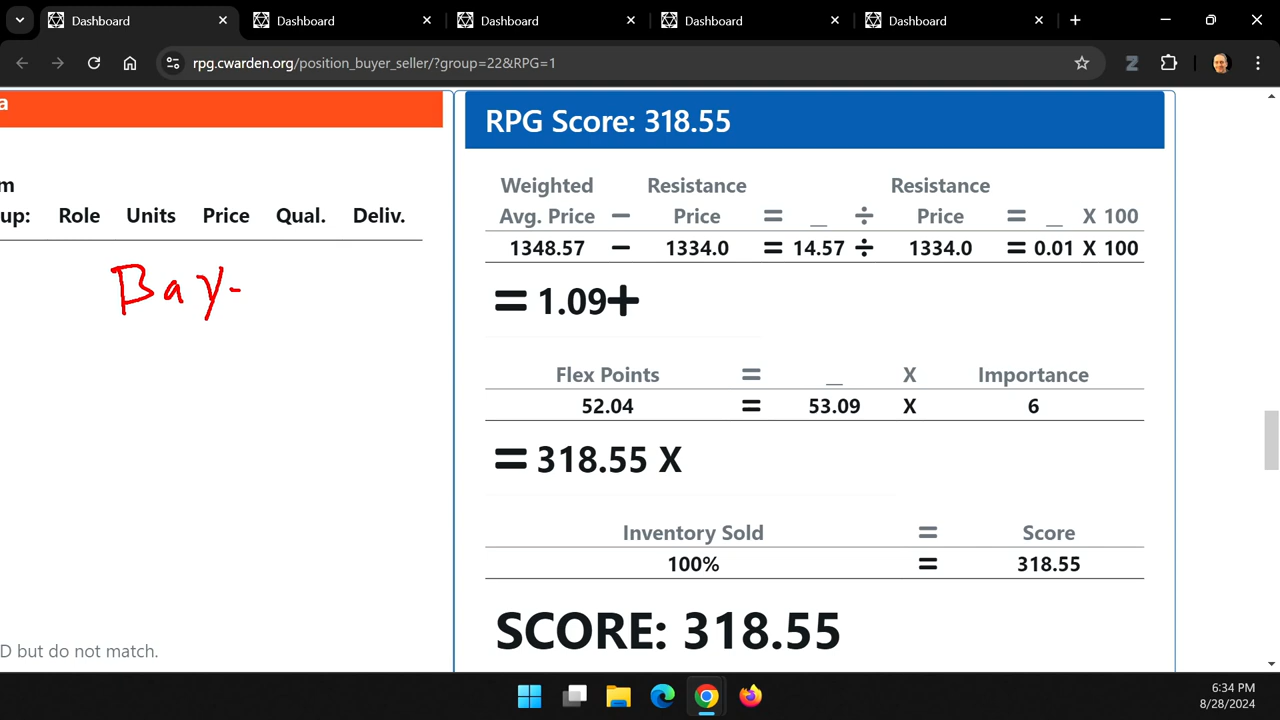 Dashboard Dashboard Dashboard Dashboard Dashboard
rpg.cwarden.org/position_buyer_seller/?group=22&RPG=1
a
m
up: Role Units Price Qual. Deliv.
Bay-
D but do not match.
RPG Score: 318.55
Weighted Resistance Resistance
Avg. Price − Price = _ ÷ Price = _ X 100
1348.57 − 1334.0 = 14.57 ÷ 1334.0 = 0.01 X 100
= 1.09+
Flex Points = _ X Importance
52.04 = 53.09 X 6
= 318.55 X
Inventory Sold = Score
100% = 318.55
SCORE: 318.55
6:34 PM
8/28/2024